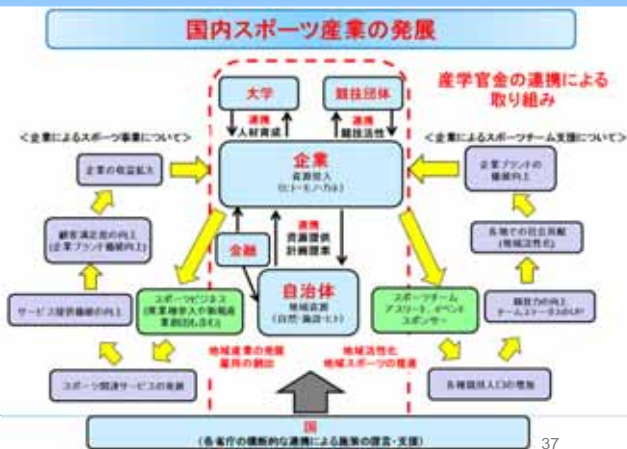 国内スポーツ産業の発展
産学官金の連携による
取り組み
大学
競技団体
連携
人材育成
連携
競技活性
<企業によるスポーツ事業について>
<企業によるスポーツチーム支援について>
企業
資源投入
(ヒト・モノ・カネ)
企業の収益拡大
顧客満足度の向上
(企業ブランド価値向上)
サービス提供価値の向上
スポーツ関連サービスの発展
スポーツビジネス
企業ブランドの
価値向上
各地での社会貢献
(地域活性化)
競技力の向上
チームステータスのUP
各種競技人口の増加
スポーツチーム
アスリート、イベント
スポンサー
金融
連携
資源提供
計画提案
自治体
地域資源
(自然・施設・ヒト)
地域産業の発展
雇用の創出
地域活性化
地域スポーツの推進
国
(各省庁の横断的な連携による施策の提言・支援)
37